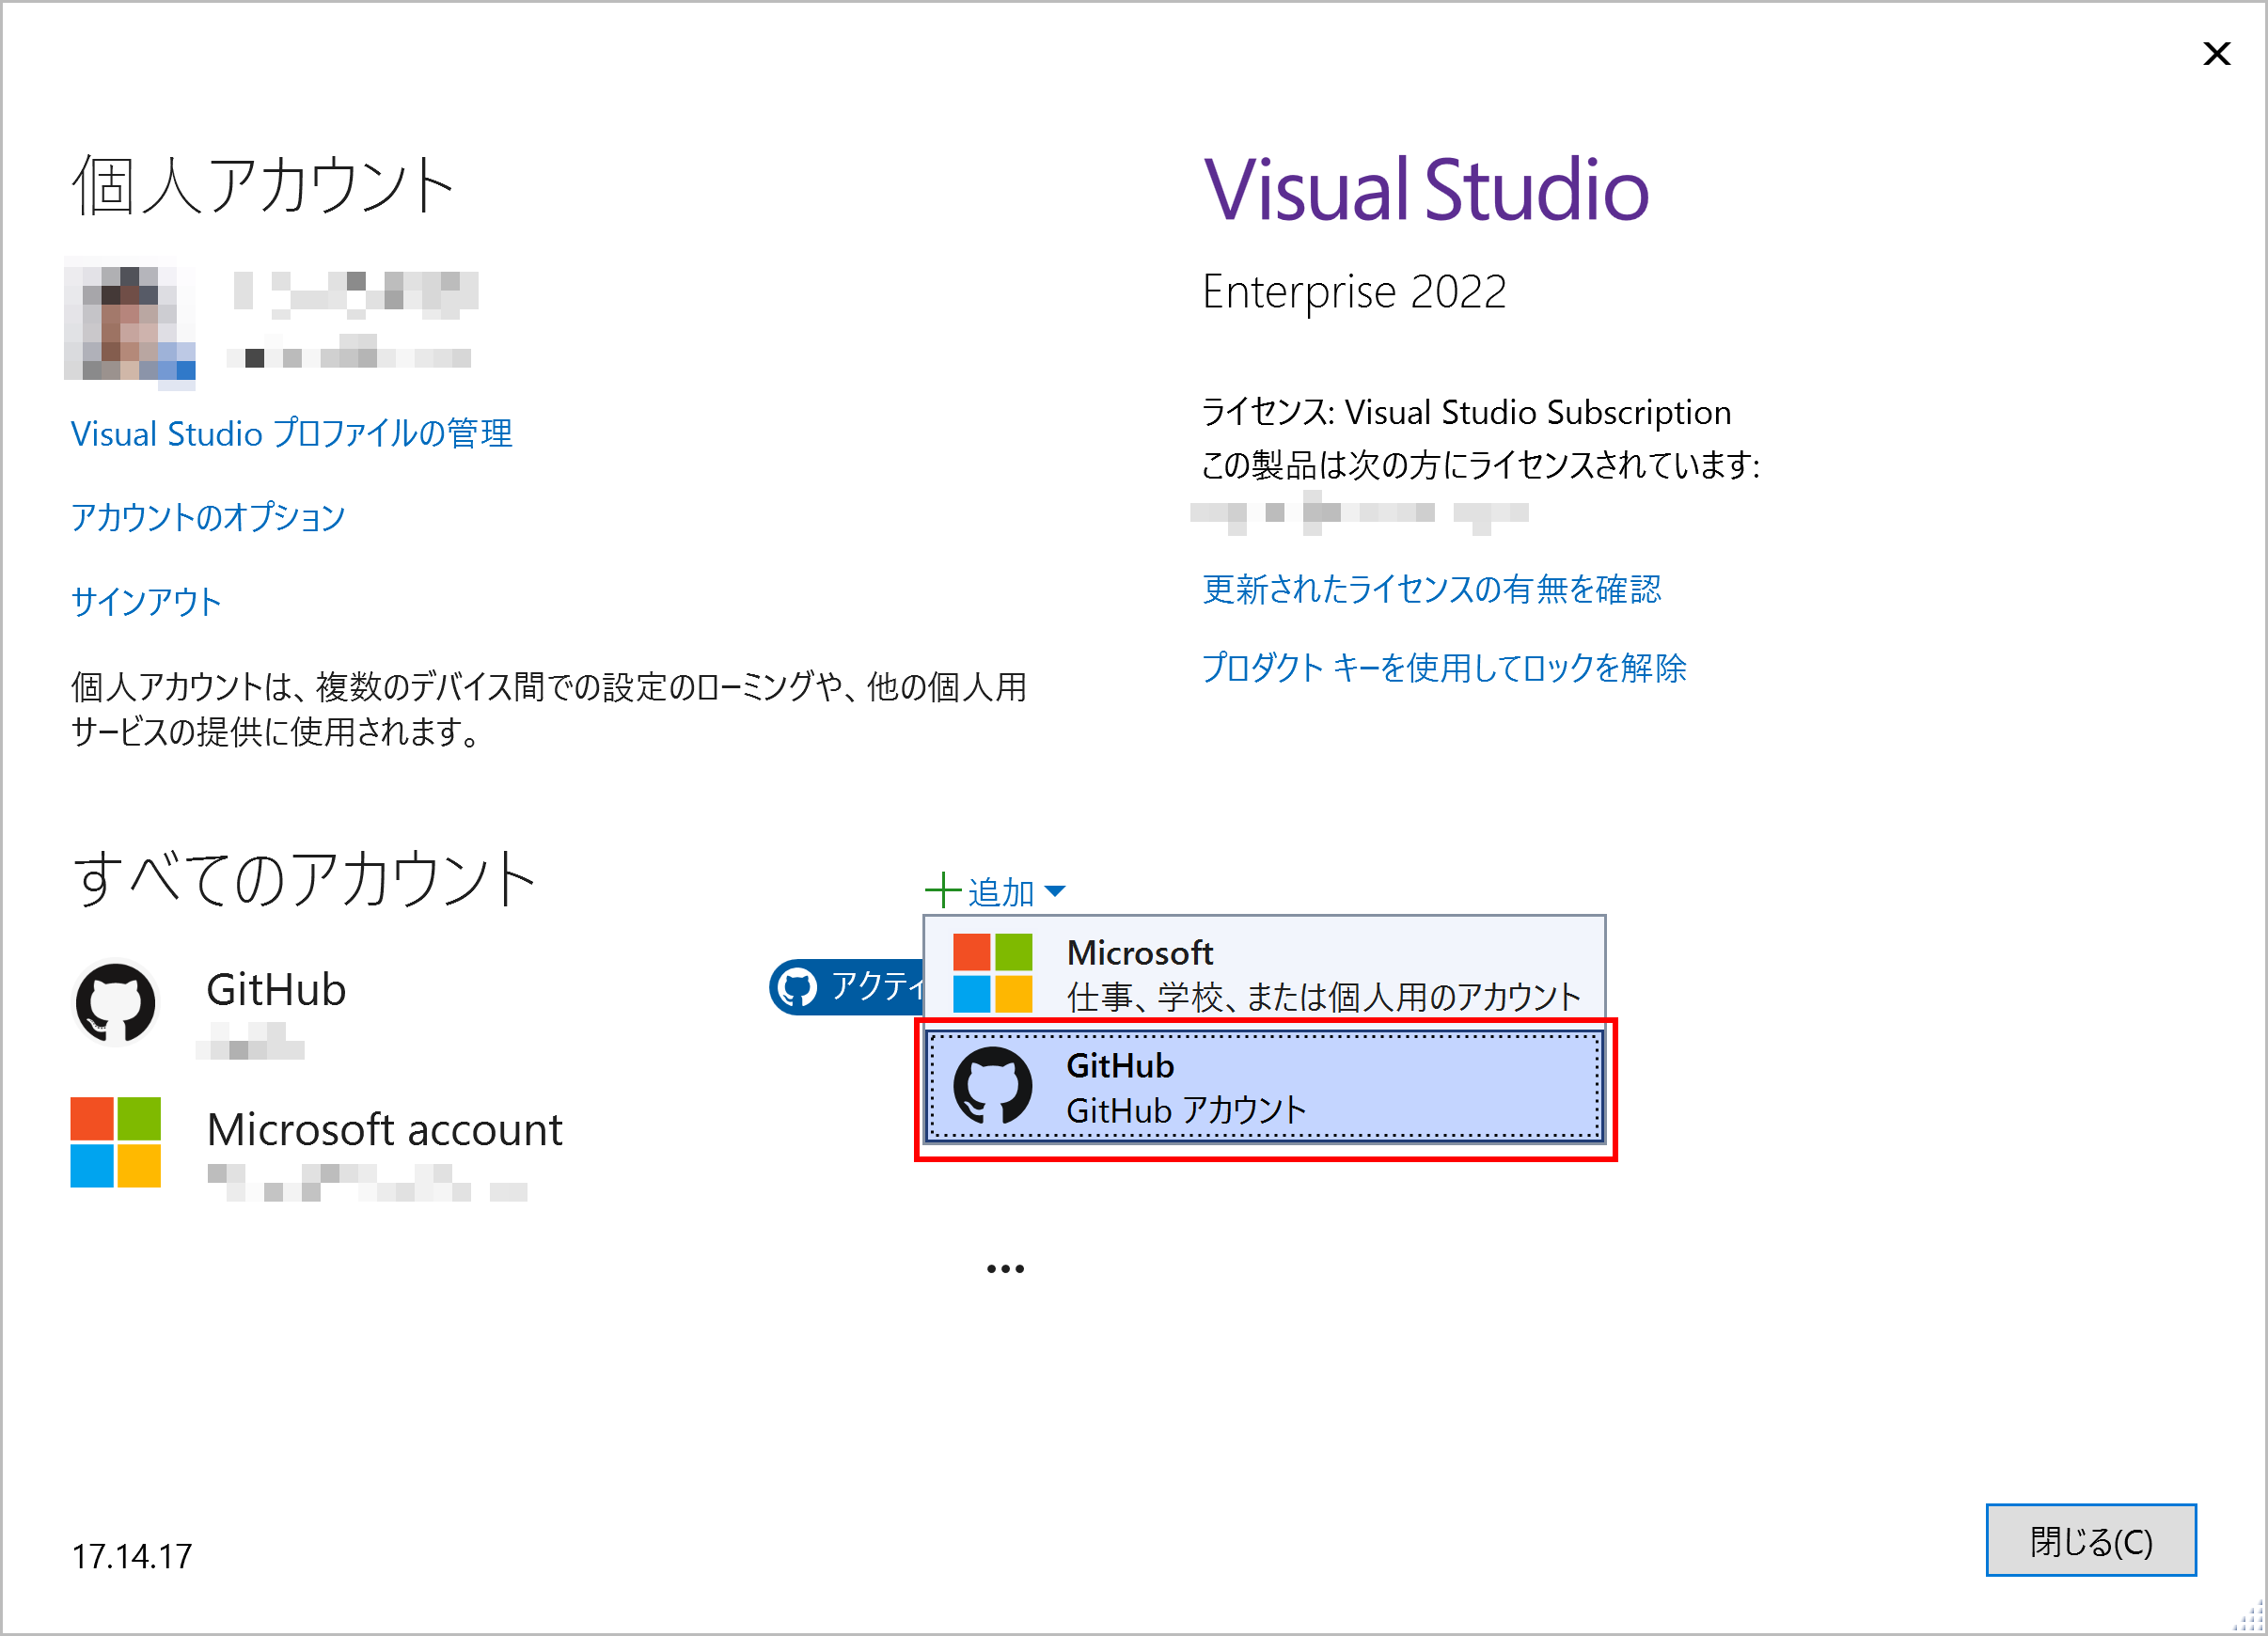 個人アカウント
Visual Studio プロファイルの管理
アカウントのオプション
サインアウト
個人アカウントは、複数のデバイス間での設定のローミングや、他の個人用
サービスの提供に使用されます。
Visual Studio
Enterprise 2022
ライセンス: Visual Studio Subscription
この製品は次の方にライセンスされています:
更新されたライセンスの有無を確認
プロダクト キーを使用してロックを解除
すべてのアカウント
追加
GitHub
アクティ
Microsoft account
Microsoft
仕事、学校、または個人用のアカウント
GitHub
GitHub アカウント
...
17.14.17
閉じる(C)